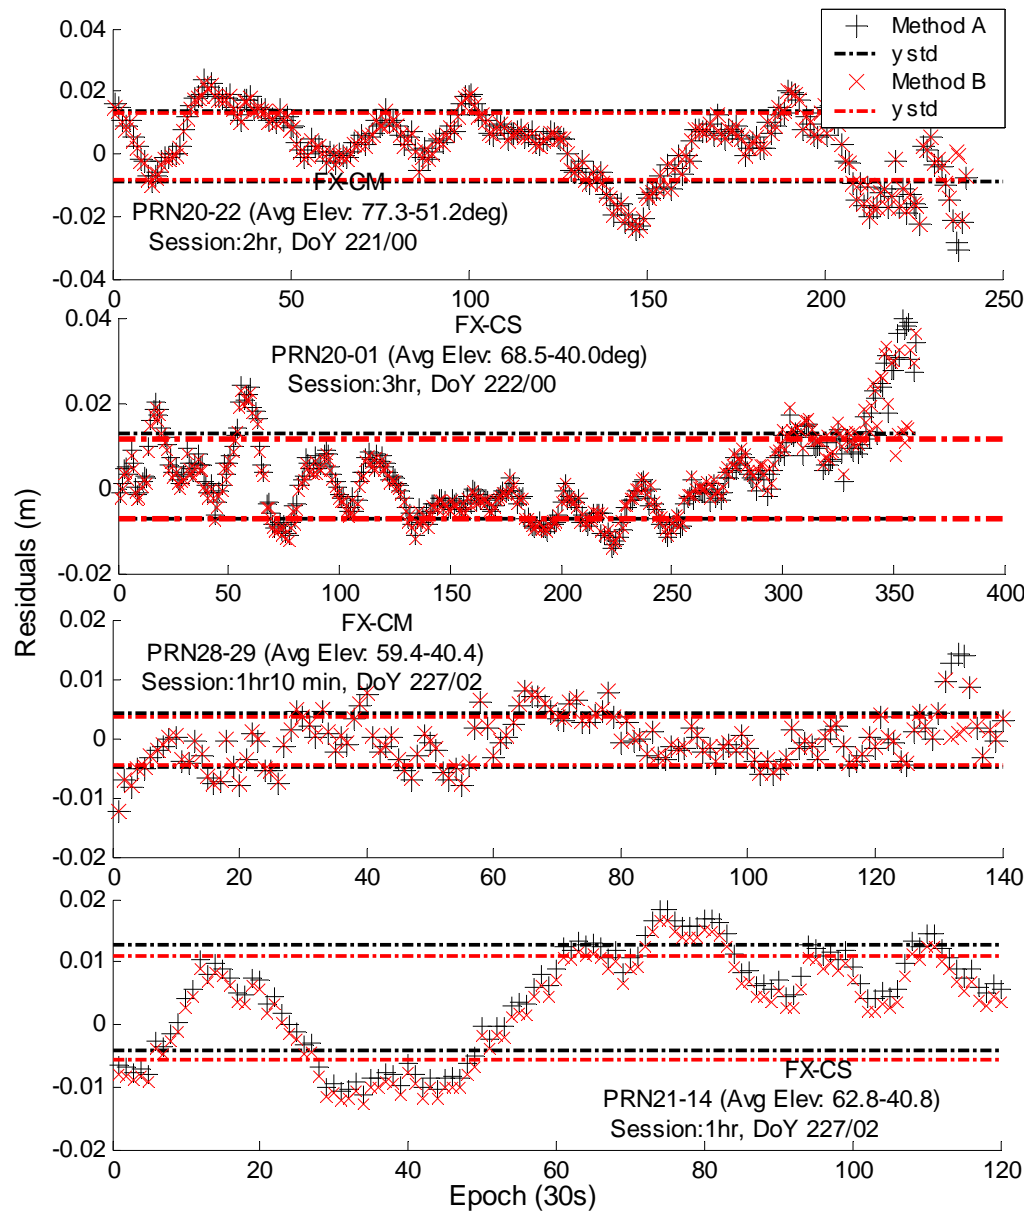 0.04
Method A
y std
0.02
Method B
y std
0
FX-CM
-0.02
PRN20-22 (Avg Elev: 77.3-51.2deg)
Session:2hr, DoY 221/00
-0.04
0 50 100 150 200 250
0.04
FX-CS
PRN20-01 (Avg Elev: 68.5-40.0deg)
Session:3hr, DoY 222/00
0.02
0
-0.02
0 50 100 150 200 250 300 350 400
Residuals (m)
0.02
FX-CM
PRN28-29 (Avg Elev: 59.4-40.4)
Session:1hr10 min, DoY 227/02
0.01
0
-0.01
-0.02
0 20 40 60 80 100 120 140
0.02
0.01
0
-0.01
FX-CS
PRN21-14 (Avg Elev: 62.8-40.8)
Session:1hr, DoY 227/02
-0.02
0 20 40 60 80 100 120
Epoch (30s)